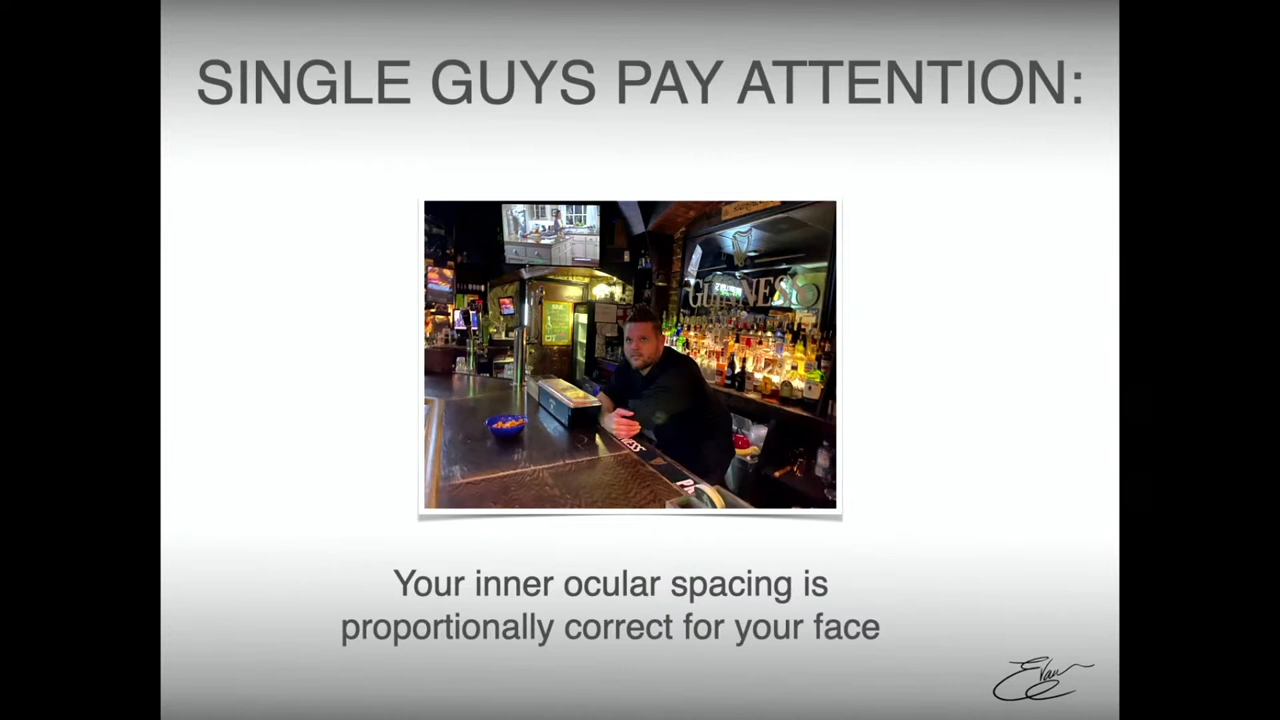 SINGLE GUYS PAY ATTENTION:
GUINNESS
Your inner ocular spacing is
proportionally correct for your face
Evan